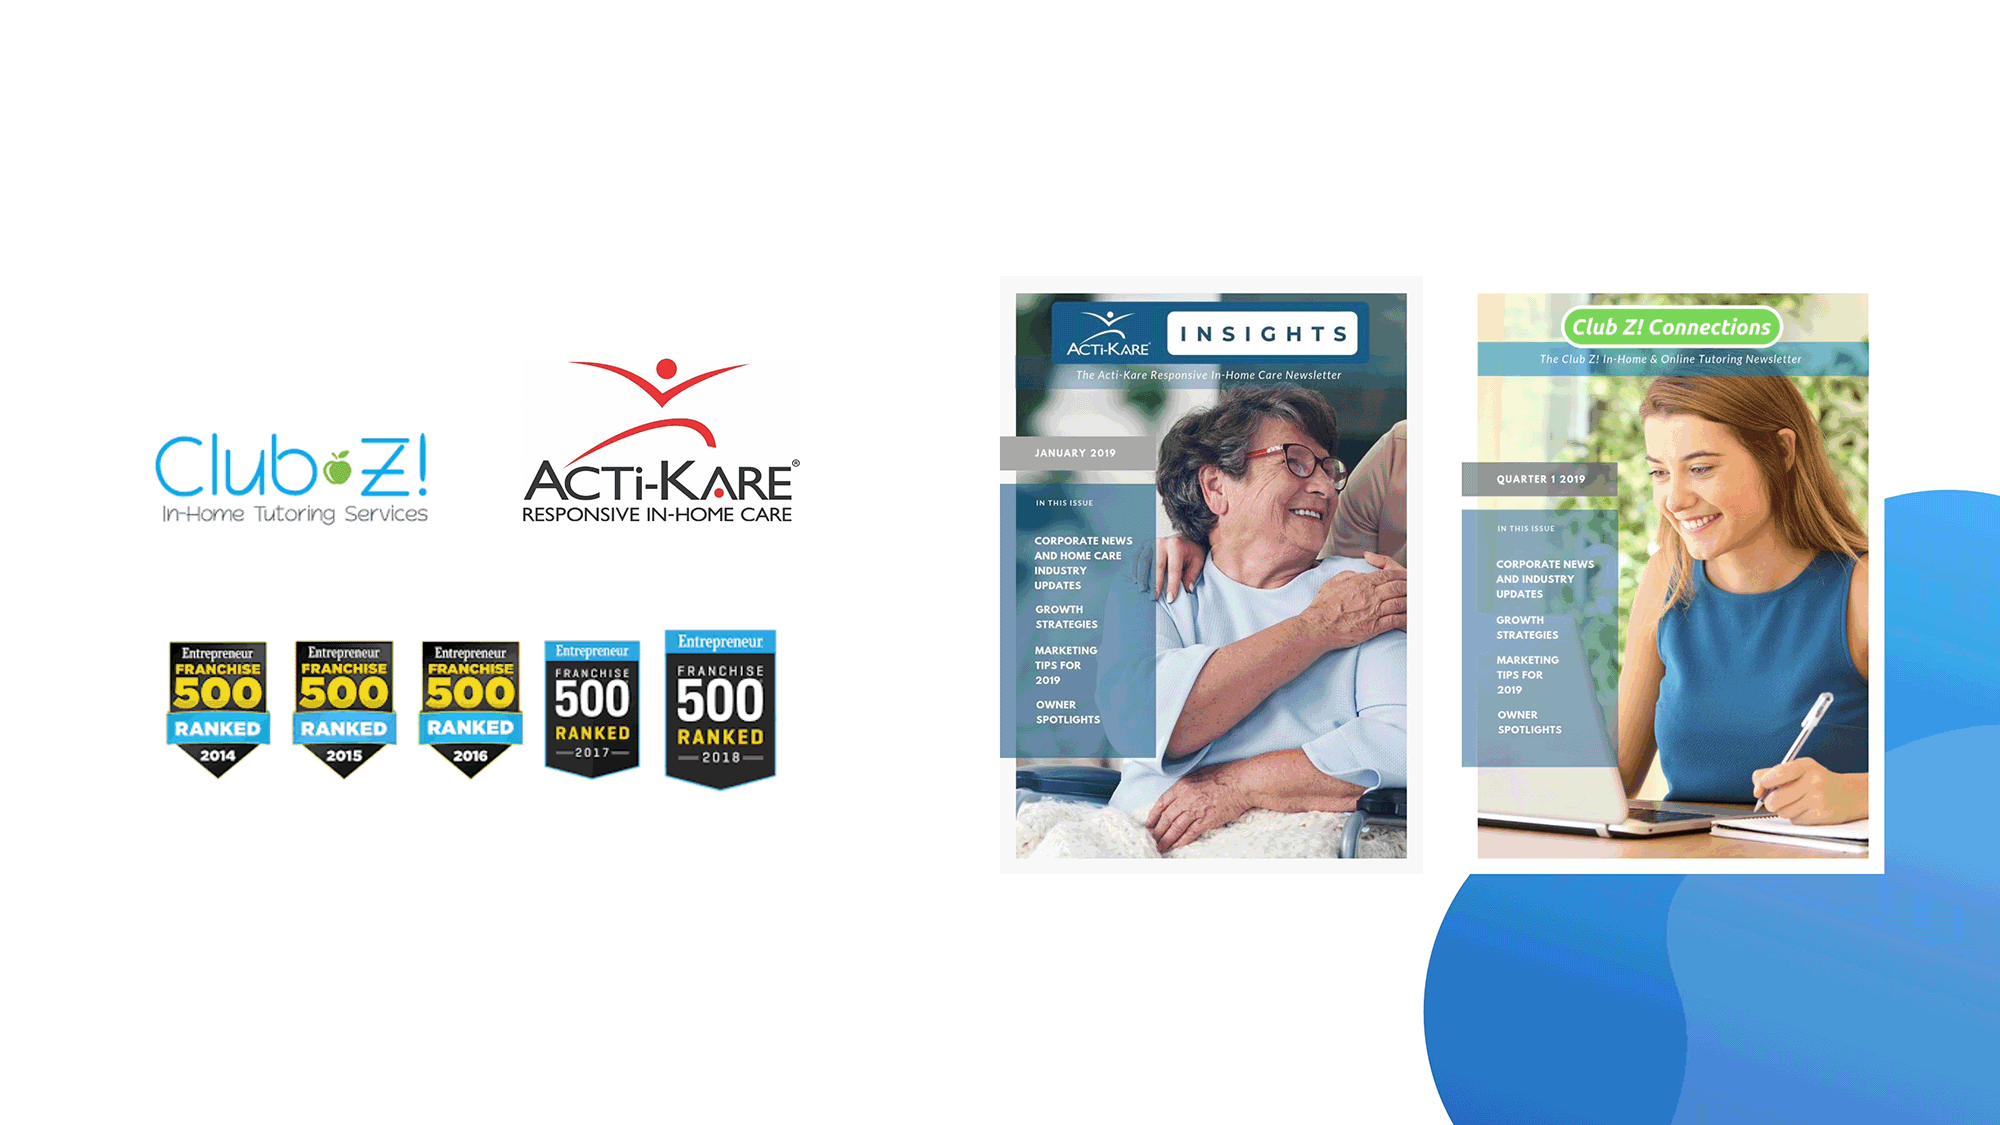 Club Z!
In-Home Tutoring Services
ACTi-KARE®
RESPONSIVE IN-HOME CARE
Entrepreneur
FRANCHISE
500
RANKED
2014
Entrepreneur
FRANCHISE
500
RANKED
2015
Entrepreneur
FRANCHISE
500
RANKED
2016
Entrepreneur
FRANCHISE
500
RANKED
2017
Entrepreneur
FRANCHISE
500
RANKED
2018
ACTi-KARE®
INSIGHTS
The Acti-Kare Responsive In-Home Care Newsletter
JANUARY 2019
IN THIS ISSUE
CORPORATE NEWS
AND HOME CARE
INDUSTRY
UPDATES
GROWTH
STRATEGIES
MARKETING
TIPS FOR
2019
OWNER
SPOTLIGHTS
Club Z! Connections
The Club Z! In-Home & Online Tutoring Newsletter
QUARTER 1 2019
IN THIS ISSUE
CORPORATE NEWS
AND INDUSTRY
UPDATES
GROWTH
STRATEGIES
MARKETING
TIPS FOR
2019
OWNER
SPOTLIGHTS